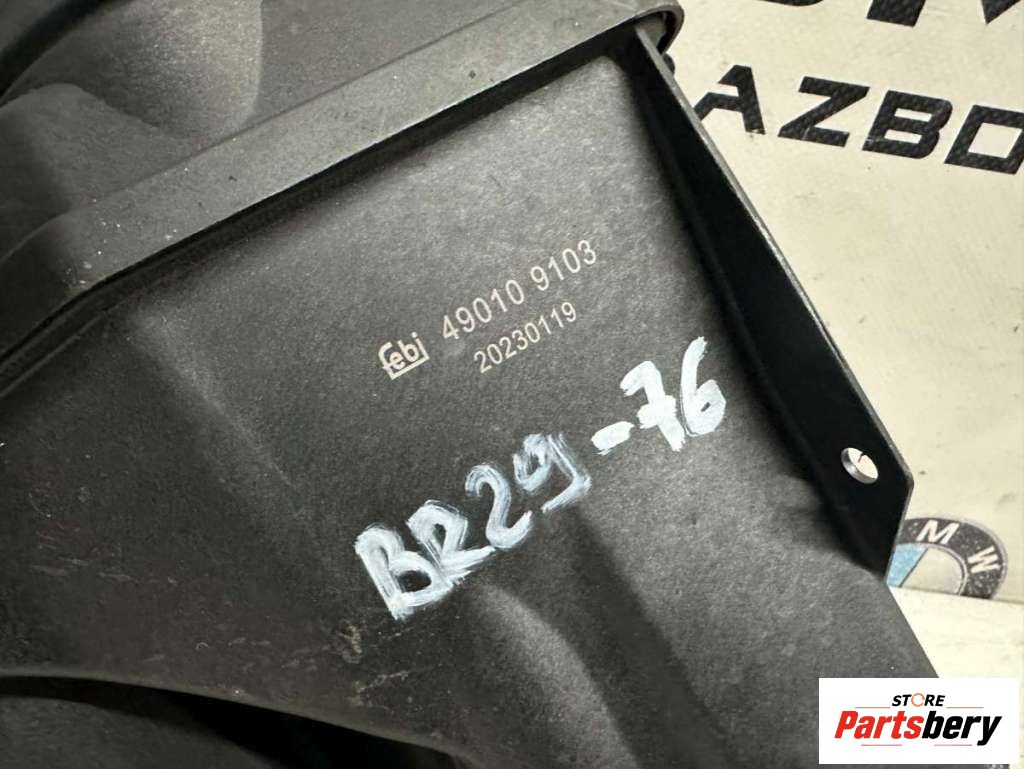 AZBO
febi 49010 9103
20230119
BR29-76
M W
STORE
Partsbery